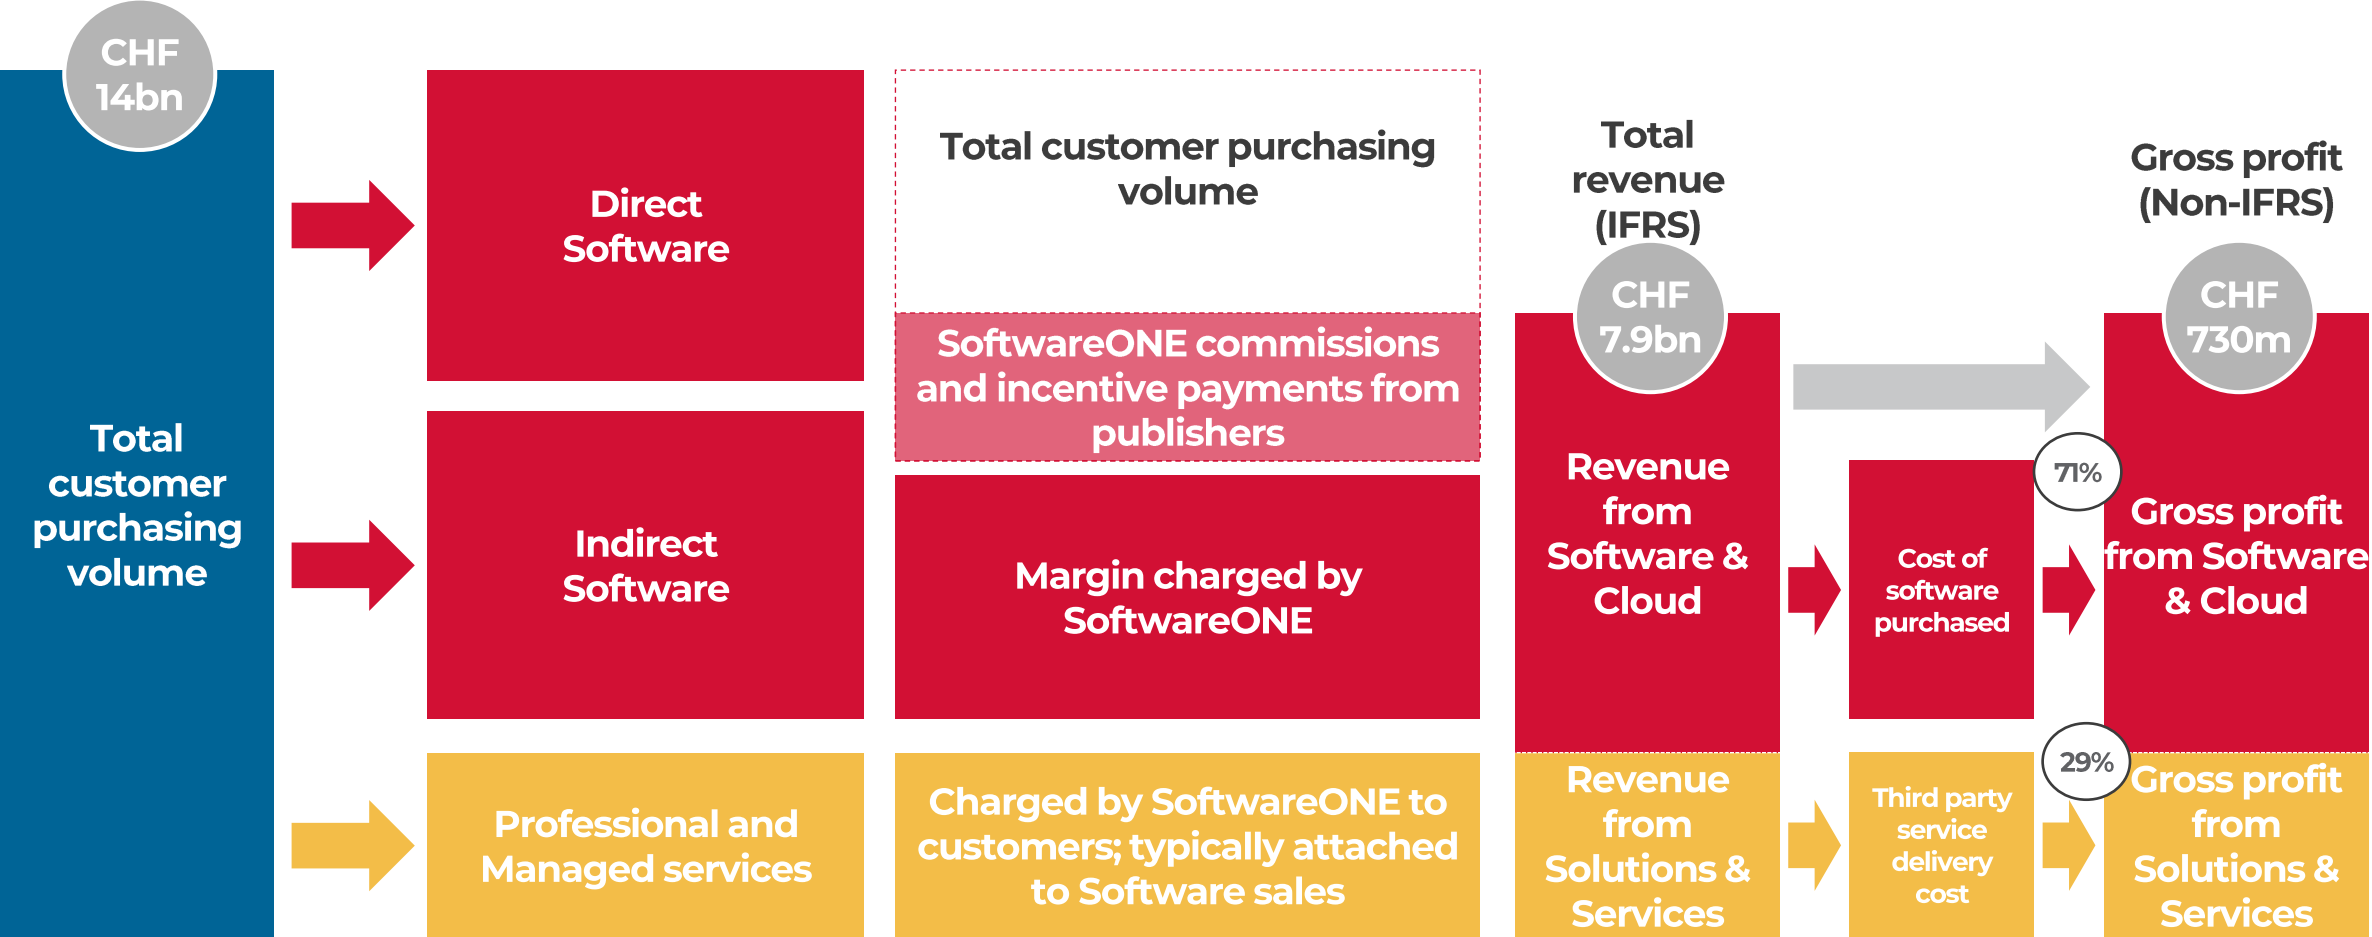 CHF
14bn
Total
customer
purchasing
volume
Direct
Software
Indirect
Software
Professional and
Managed services
Total customer purchasing
volume
SoftwareONE commissions
and incentive payments from
publishers
Margin charged by
SoftwareONE
Charged by SoftwareONE to
customers; typically attached
to Software sales
Total
revenue
(IFRS)
CHF
7.9bn
Revenue
from
Software &
Cloud
Revenue
from
Solutions &
Services
Cost of
software
purchased
Third party
service
delivery
cost
71%
29%
Gross profit
(Non-IFRS)
CHF
730m
Gross profit
from Software
& Cloud
Gross profit
from
Solutions &
Services